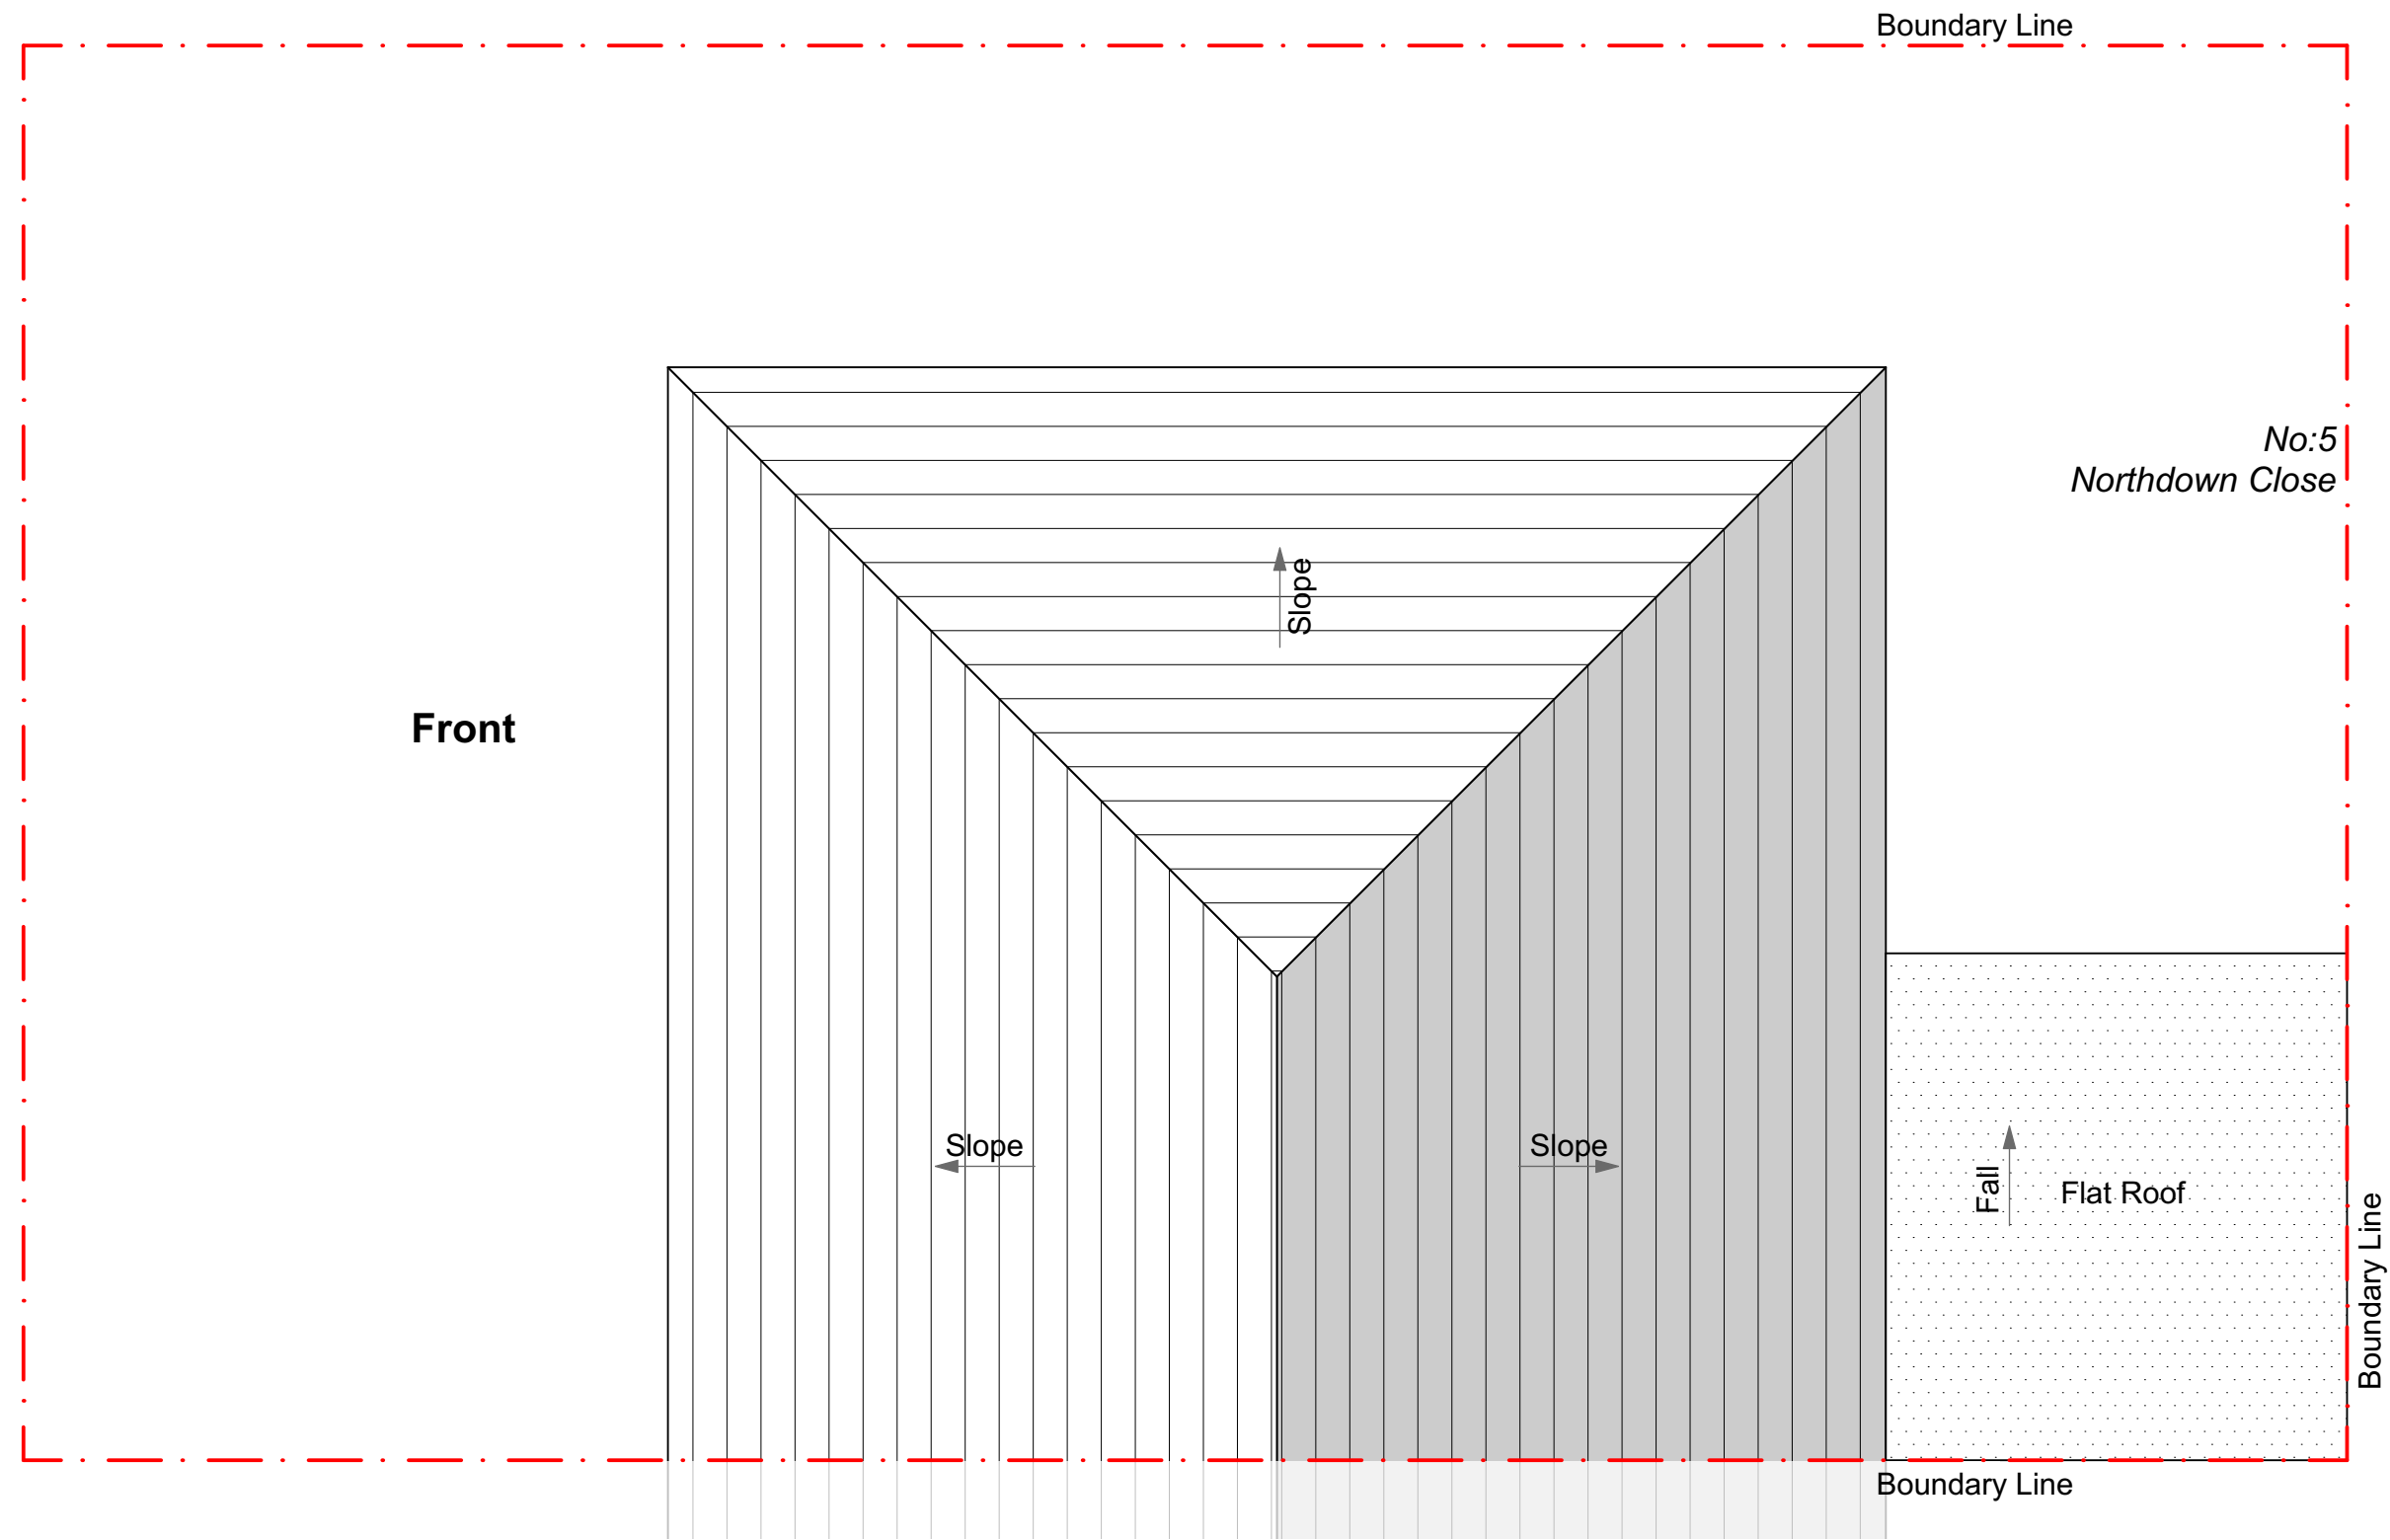 Boundary Line
No:5
Northdown Close
Slope
Front
Slope
Slope
Fall
Flat Roof
Boundary Line
Boundary Line